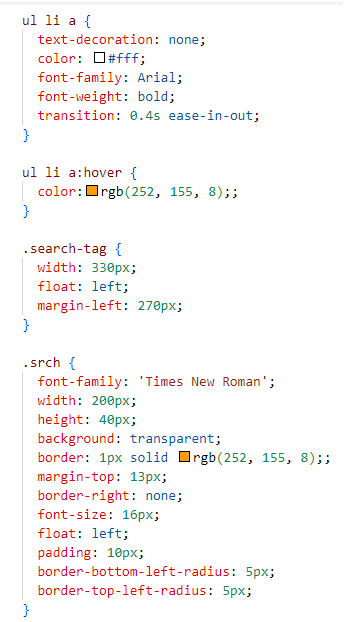 ul li a {
  text-decoration: none;
  color: #fff;
  font-family: Arial;
  font-weight: bold;
  transition: 0.4s ease-in-out;
}

ul li a:hover {
  color:rgb(252, 155, 8);;
}

.search-tag {
  width: 330px;
  float: left;
  margin-left: 270px;
}

.srch {
  font-family: 'Times New Roman';
  width: 200px;
  height: 40px;
  background: transparent;
  border: 1px solid rgb(252, 155, 8);;
  margin-top: 13px;
  border-right: none;
  font-size: 16px;
  float: left;
  padding: 10px;
  border-bottom-left-radius: 5px;
  border-top-left-radius: 5px;
}